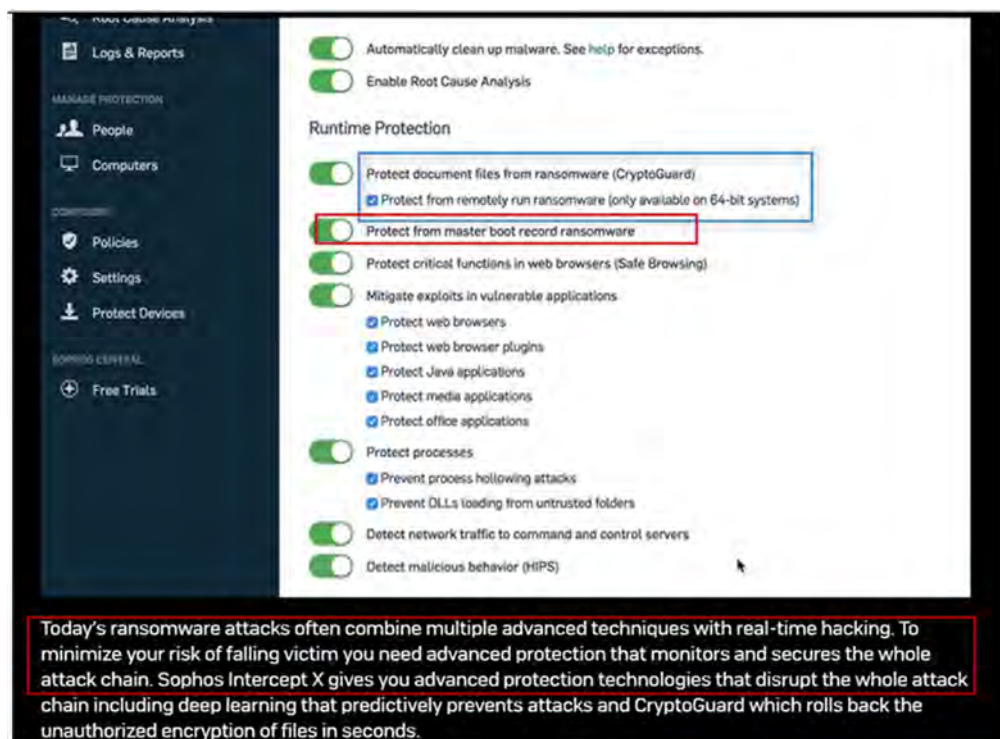 Root Cause Analysis
Logs & Reports
MANAGE PROTECTION
People
Computers
CONFIGURE
Policies
Settings
Protect Devices
SOPHOS CENTRAL
Free Trials
Automatically clean up malware. See help for exceptions.
Enable Root Cause Analysis
Runtime Protection
Protect document files from ransomware (CryptoGuard)
Protect from remotely run ransomware (only available on 64-bit systems)
Protect from master boot record ransomware
Protect critical functions in web browsers (Safe Browsing)
Mitigate exploits in vulnerable applications
Protect web browsers
Protect web browser plugins
Protect Java applications
Protect media applications
Protect office applications
Protect processes
Prevent process hollowing attacks
Prevent DLLs loading from untrusted folders
Detect network traffic to command and control servers
Detect malicious behavior (HIPS)
Today's ransomware attacks often combine multiple advanced techniques with real-time hacking. To
minimize your risk of falling victim you need advanced protection that monitors and secures the whole
attack chain. Sophos Intercept X gives you advanced protection technologies that disrupt the whole attack
chain including deep learning that predictively prevents attacks and CryptoGuard which rolls back the
unauthorized encryption of files in seconds.